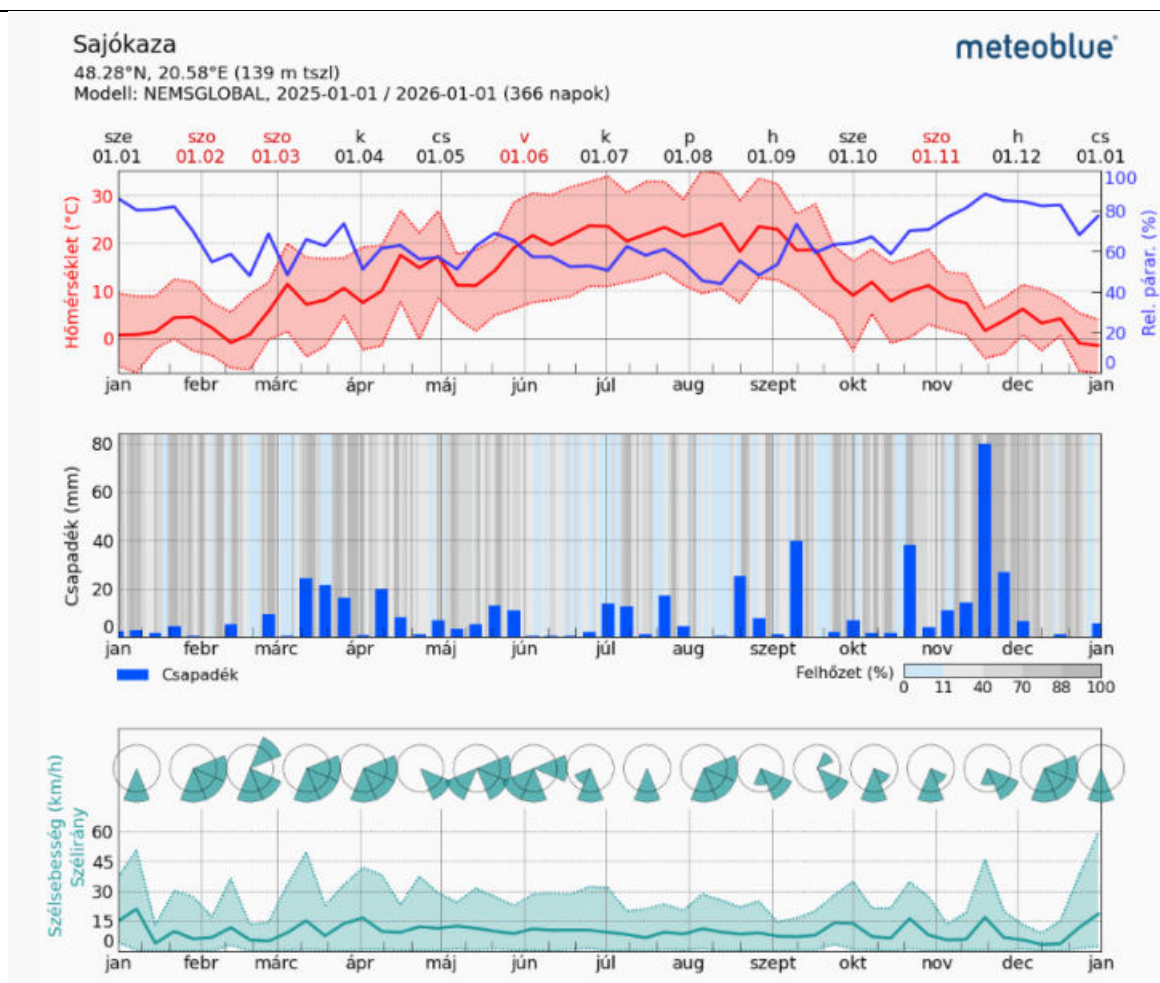 Sajókaza
meteoblue®
48.28°N, 20.58°E (139 m tszl)
Modell: NEMSGLOBAL, 2025-01-01 / 2026-01-01 (366 napok)
sze szo szo k cs v k p h sze szo h cs
01.01 01.02 01.03 01.04 01.05 01.06 01.07 01.08 01.09 01.10 01.11 01.12 01.01
Hőmérséklet (°C)
30
20
10
0
100
80
60
40
20
0
Rel. párar. (%)
jan febr márc ápr máj jún júl aug szept okt nov dec jan
Csapadék (mm)
80
60
40
20
0
jan febr márc ápr máj jún júl aug szept okt nov dec jan
Csapadék
Felhőzet (%)
0 11 40 70 88 100
Szélsebesség (km/h)
Szélirány
60
45
30
15
0
jan febr márc ápr máj jún júl aug szept okt nov dec jan